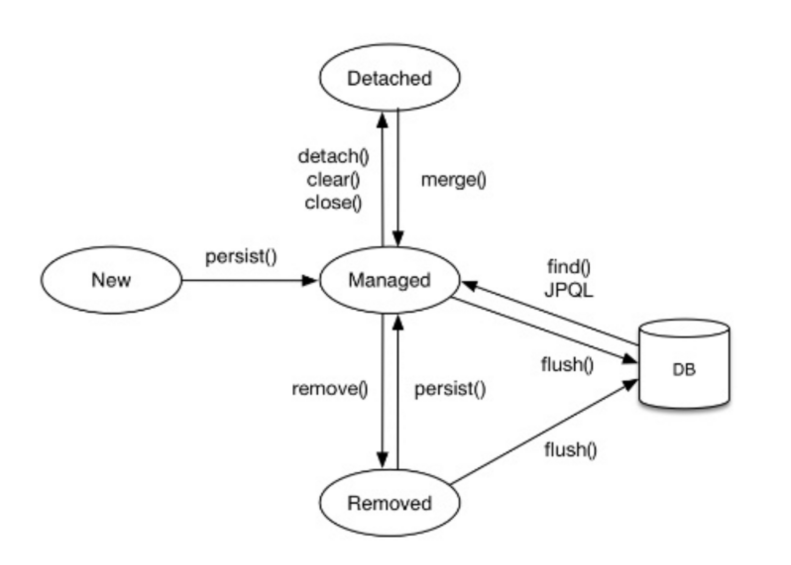 Detached
detach()
clear()
close()
merge()
New
persist()
Managed
find()
JPQL
flush()
DB
remove()
persist()
flush()
Removed